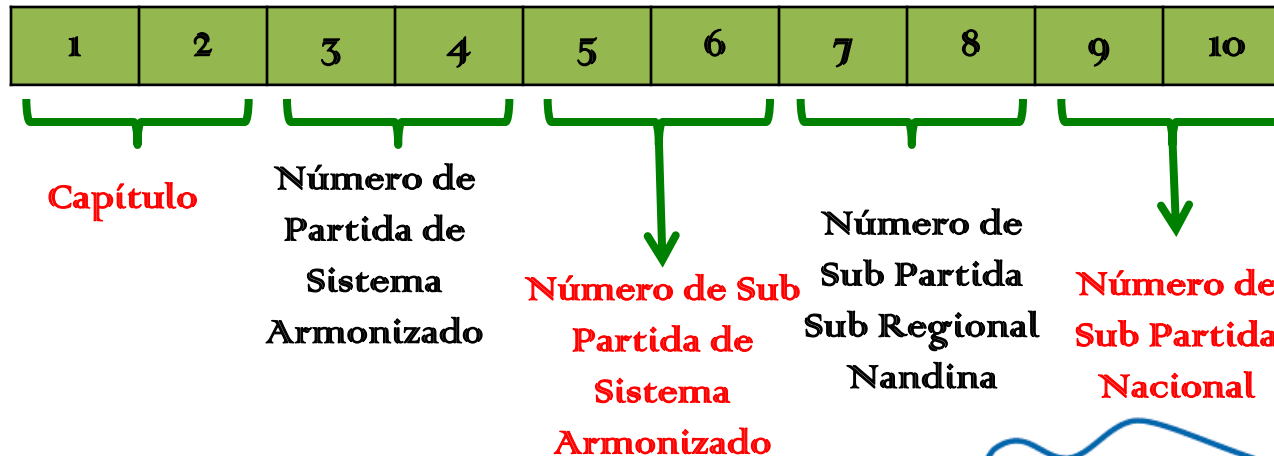 1 2 3 4 5 6 7 8 9 10
Capítulo
Número de
Partida de
Sistema
Armonizado
Número de Sub
Partida de
Sistema
Armonizado
Número de
Sub Partida
Sub Regional
Nandina
Número de
Sub Partida
Nacional